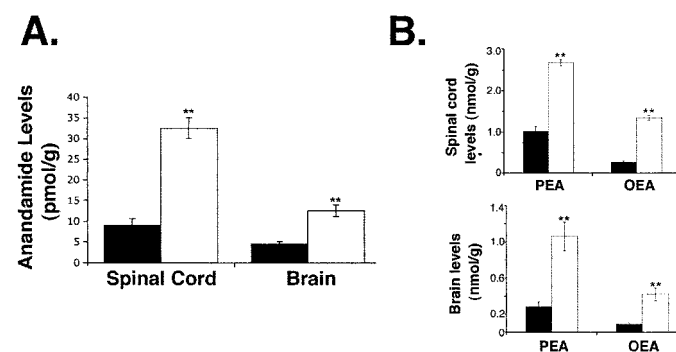 A.
B.
Anandamide Levels
(pmol/g)
40
35
30
25
20
15
10
5
0
**
**
Spinal Cord
Brain
Spinal cord
levels (nmol/g)
3.0
2.0
1.0
0
**
**
PEA
OEA
Brain levels
(nmol/g)
1.4
1.0
0.6
0.2
0
**
**
PEA
OEA